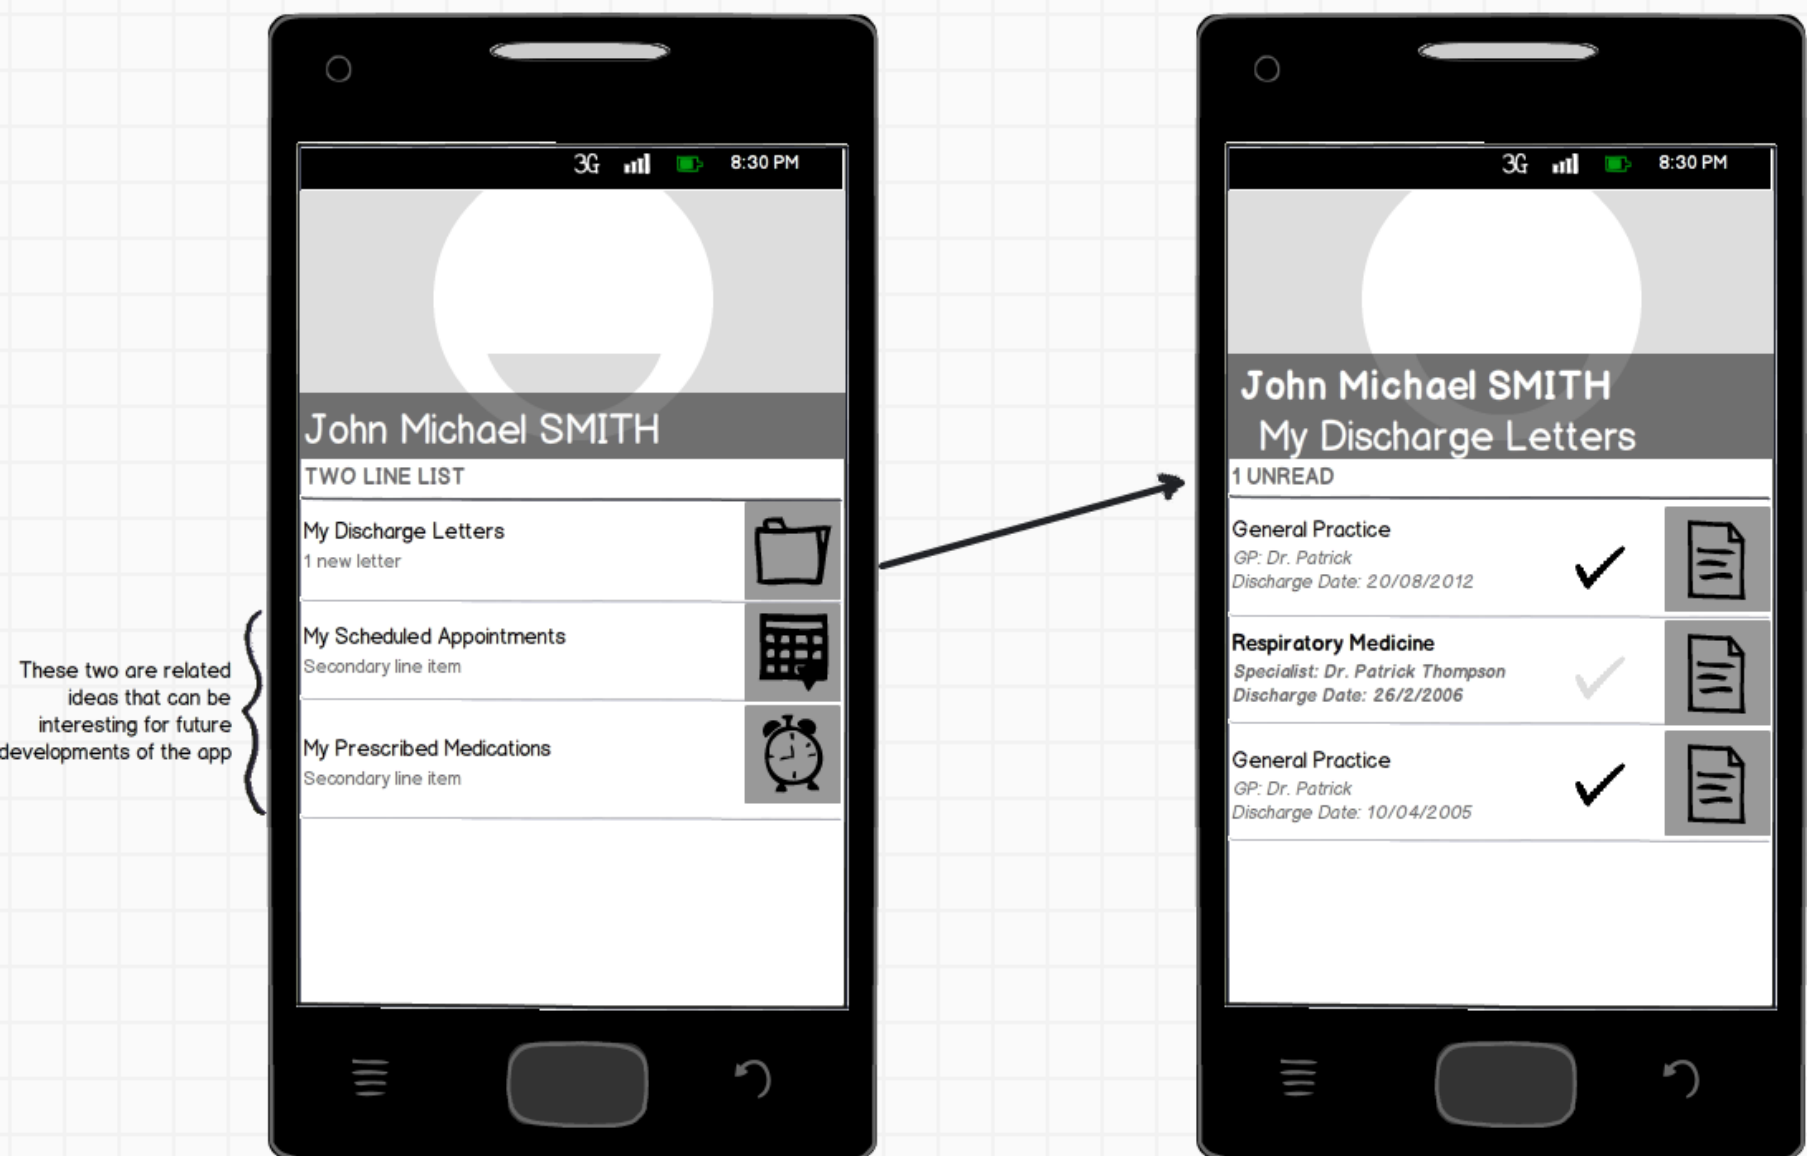 3G 8:30 PM
John Michael SMITH
TWO LINE LIST
My Discharge Letters
1 new letter
My Scheduled Appointments
Secondary line item
My Prescribed Medications
Secondary line item
These two are related
ideas that can be
interesting for future
developments of the app
3G 8:30 PM
John Michael SMITH
My Discharge Letters
1 UNREAD
General Practice
GP: Dr. Patrick
Discharge Date: 20/08/2012
Respiratory Medicine
Specialist: Dr. Patrick Thompson
Discharge Date: 26/2/2006
General Practice
GP: Dr. Patrick
Discharge Date: 10/04/2005